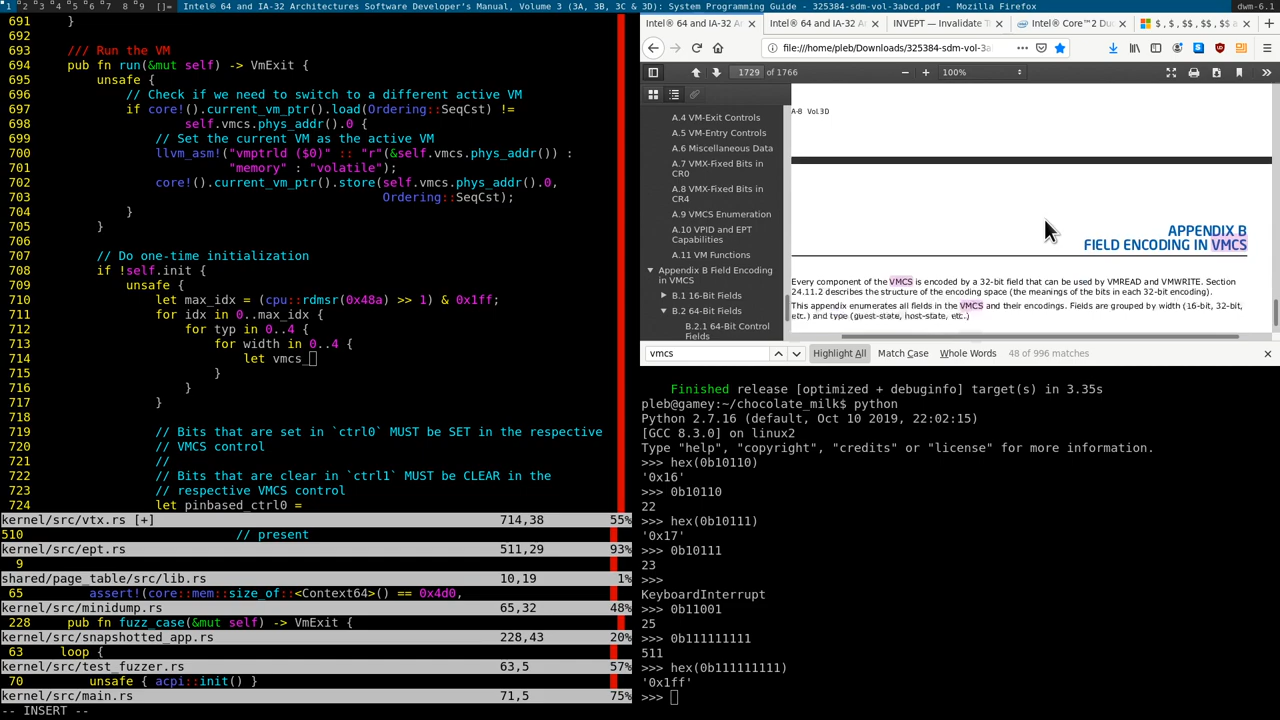 1 2 3 4 5 6 7 8 9 []= Intel® 64 and IA-32 Architectures Software Developer's Manual, Volume 3 (3A, 3B, 3C & 3D): System Programming Guide - 325384-sdm-vol-3abcd.pdf - Mozilla Firefox dwm-6.1
691 }
692
693 /// Run the VM
694 pub fn run(&mut self) -> VmExit {
695 unsafe {
696 // Check if we need to switch to a different active VM
697 if core!().current_vm_ptr().load(Ordering::SeqCst) !=
698 self.vmcs.phys_addr().0 {
699 // Set the current VM as the active VM
700 llvm_asm!("vmptrld ($0)" :: "r"(&self.vmcs.phys_addr()) :
701 "memory" : "volatile");
702 core!().current_vm_ptr().store(self.vmcs.phys_addr().0,
703 Ordering::SeqCst);
704 }
705 }
706
707 // Do one-time initialization
708 if !self.init {
709 unsafe {
710 let max_idx = (cpu::rdmsr(0x48a) >> 1) & 0x1ff;
711 for idx in 0..max_idx {
712 for typ in 0..4 {
713 for width in 0..4 {
714 let vmcs_
715 }
716 }
717 }
718
719 // Bits that are set in `ctrl0` MUST be SET in the respective
720 // VMCS control
721 //
722 // Bits that are clear in `ctrl1` MUST be CLEAR in the
723 // respective VMCS control
724 let pinbased_ctrl0 =
kernel/src/vtx.rs [+] 714,38 55%
510 // present
kernel/src/ept.rs 511,29 93%
9
shared/page_table/src/lib.rs 10,19 1%
65 assert!(core::mem::size_of::<Context64>() == 0x4d0,
kernel/src/minidump.rs 65,32 48%
228 pub fn fuzz_case(&mut self) -> VmExit {
kernel/src/snapshotted_app.rs 228,43 20%
63 loop {
kernel/src/test_fuzzer.rs 63,5 57%
70 unsafe { acpi::init() }
kernel/src/main.rs 71,5 75%
-- INSERT --
Intel® 64 and IA-32 A Intel® 64 and IA-32 A INVEPT — Invalidate T Intel® Core™2 Du $ , $ , $$ , $$ , $$
file:///home/pleb/Downloads/325384-sdm-vol-3a
1729 of 1766 100%
A.4 VM-Exit Controls
A.5 VM-Entry Controls
A.6 Miscellaneous Data
A.7 VMX-Fixed Bits in
CR0
A.8 VMX-Fixed Bits in
CR4
A.9 VMCS Enumeration
A.10 VPID and EPT
Capabilities
A.11 VM Functions
Appendix B Field Encoding
in VMCS
B.1 16-Bit Fields
B.2 64-Bit Fields
B.2.1 64-Bit Control
Fields
A-8 Vol. 3D
APPENDIX B
FIELD ENCODING IN VMCS
Every component of the VMCS is encoded by a 32-bit field that can be used by VMREAD and VMWRITE. Section
24.11.2 describes the structure of the encoding space (the meanings of the bits in each 32-bit encoding).
This appendix enumerates all fields in the VMCS and their encodings. Fields are grouped by width (16-bit, 32-bit,
etc.) and type (guest-state, host-state, etc.)
vmcs Highlight All Match Case Whole Words 48 of 996 matches
Finished release [optimized + debuginfo] target(s) in 3.35s
pleb@gamey:~/chocolate_milk$ python
Python 2.7.16 (default, Oct 10 2019, 22:02:15)
[GCC 8.3.0] on linux2
Type "help", "copyright", "credits" or "license" for more information.
>>> hex(0b10110)
'0x16'
>>> 0b10110
22
>>> hex(0b10111)
'0x17'
>>> 0b10111
23
>>>
KeyboardInterrupt
>>> 0b11001
25
>>> 0b111111111
511
>>> hex(0b111111111)
'0x1ff'
>>>